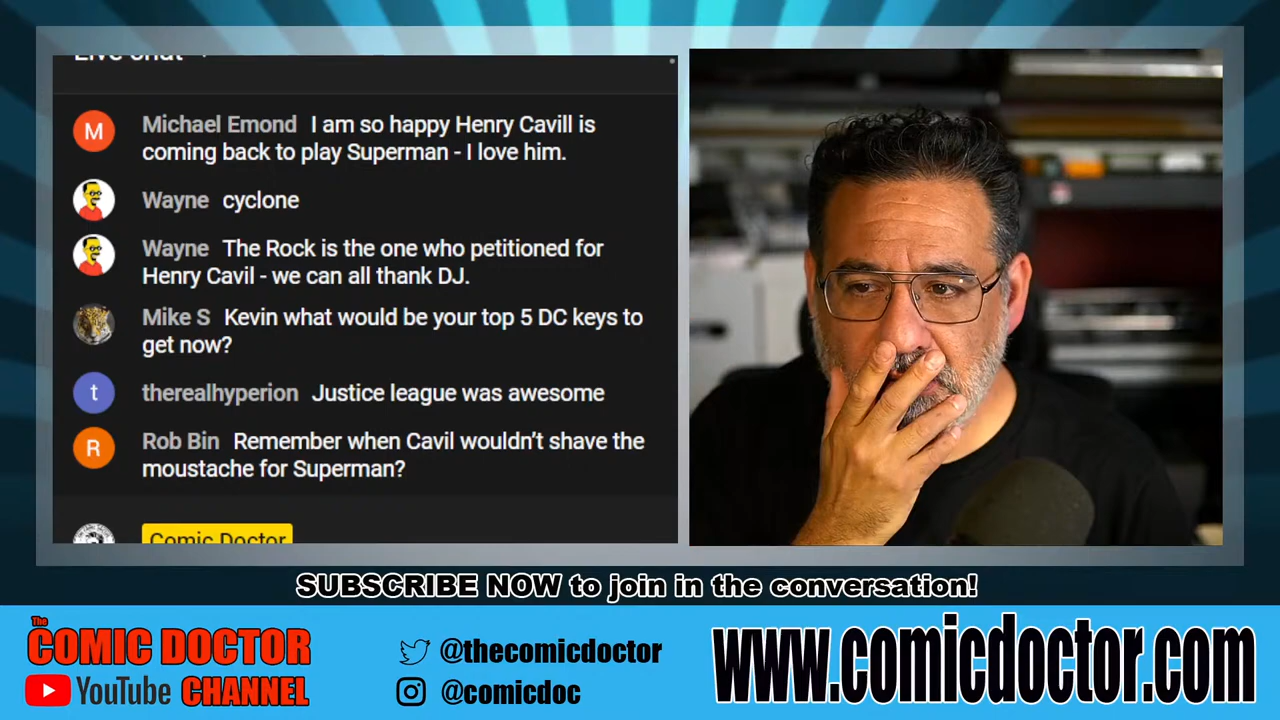 Live chat
M Michael Emond I am so happy Henry Cavill is
coming back to play Superman - I love him.
Wayne cyclone
Wayne The Rock is the one who petitioned for
Henry Cavil - we can all thank DJ.
Mike S Kevin what would be your top 5 DC keys to
get now?
t therealhyperion Justice league was awesome
R Rob Bin Remember when Cavil wouldn't shave the
moustache for Superman?
Comic Doctor
SUBSCRIBE NOW to join in the conversation!
The
COMIC DOCTOR
YouTube CHANNEL
@thecomicdoctor
@comicdoc
www.comicdoctor.com